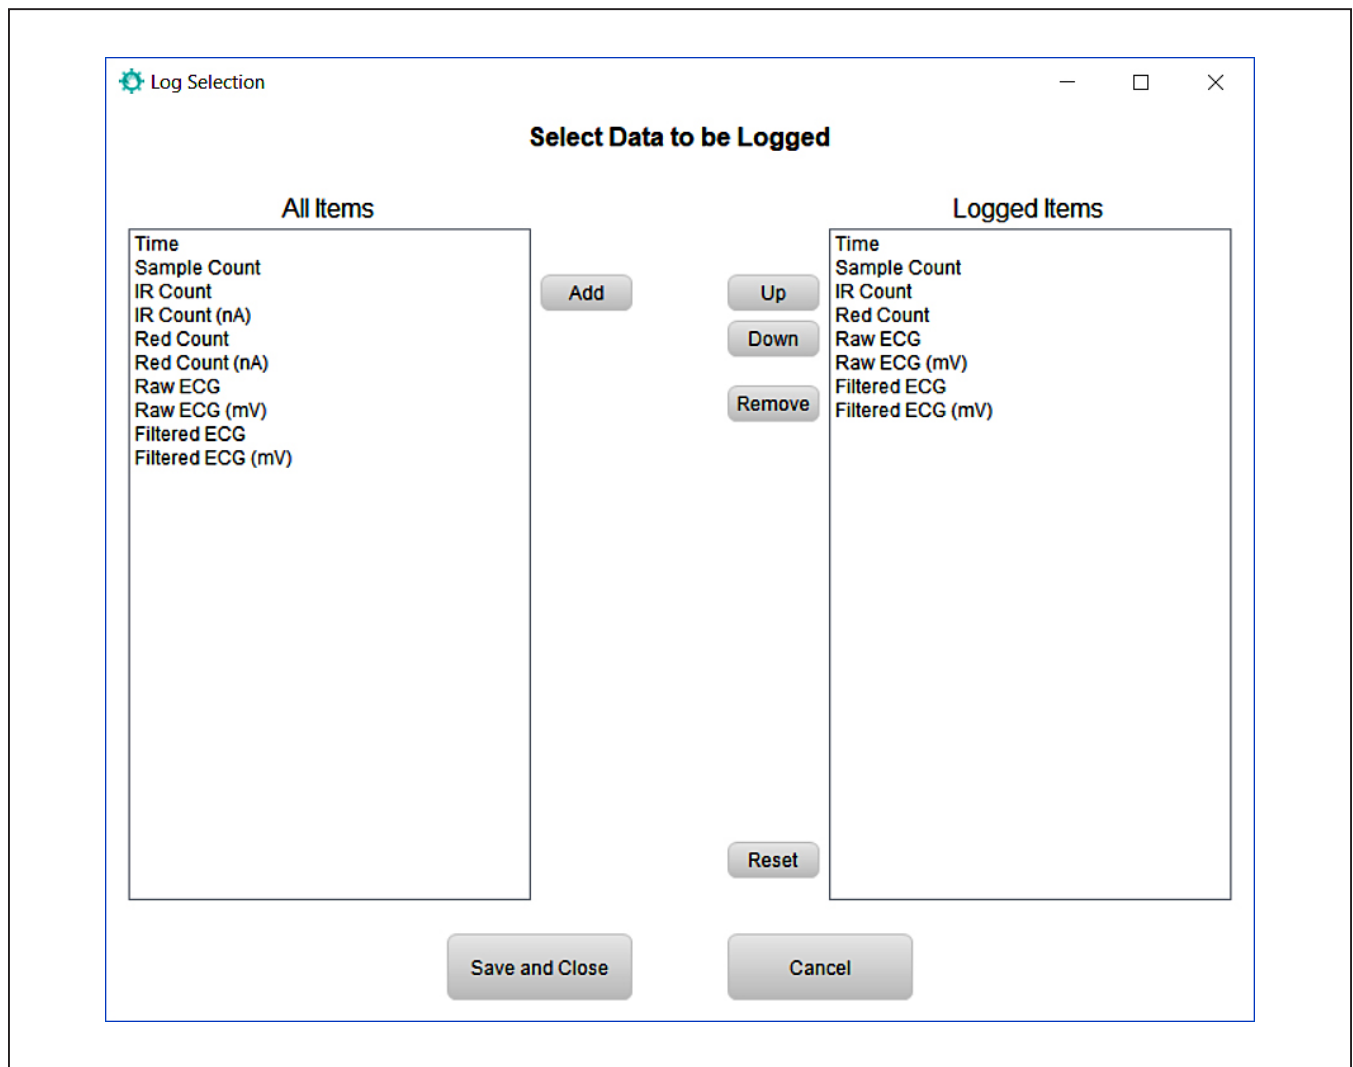 Log Selection
Select Data to be Logged
All Items
Time
Sample Count
IR Count
IR Count (nA)
Red Count
Red Count (nA)
Raw ECG
Raw ECG (mV)
Filtered ECG
Filtered ECG (mV)
Add
Up
Down
Remove
Reset
Logged Items
Time
Sample Count
IR Count
Red Count
Raw ECG
Raw ECG (mV)
Filtered ECG
Filtered ECG (mV)
Save and Close
Cancel